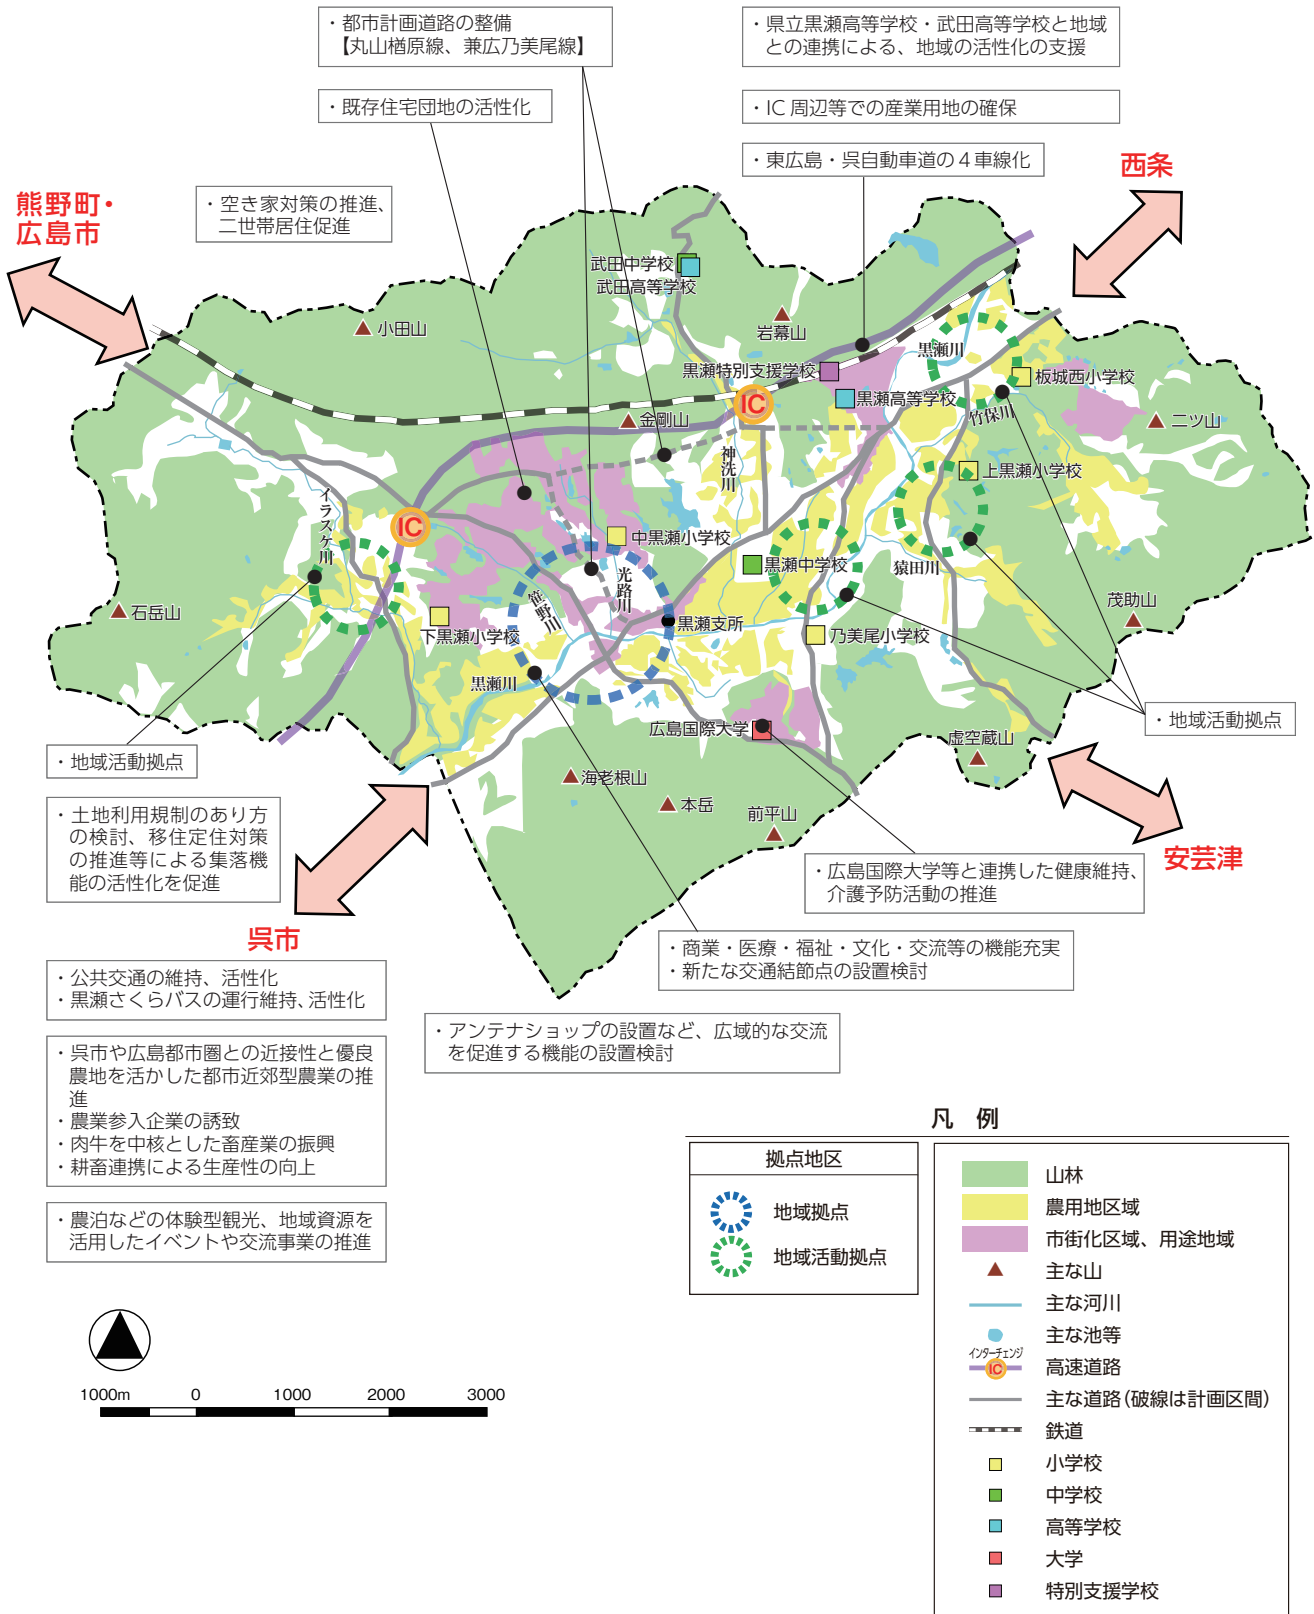 ・都市計画道路の整備
【丸山楢原線、兼広乃美尾線】
・県立黒瀬高等学校・武田高等学校と地域
との連携による、地域の活性化の支援
・既存住宅団地の活性化
・IC 周辺等での産業用地の確保
・東広島・呉自動車道の 4 車線化
西条
熊野町・
広島市
・空き家対策の推進、
二世帯居住促進
武田中学校
武田高等学校
小田山
岩幕山
黒瀬川
黒瀬特別支援学校
板城西小学校
IC
黒瀬高等学校
竹保川
二ツ山
金剛山
神洗川
上黒瀬小学校
イラスケ川
IC
中黒瀬小学校
光路川
黒瀬中学校
猿田川
笹野川
石岳山
茂助山
下黒瀬小学校
黒瀬支所
乃美尾小学校
黒瀬川
・地域活動拠点
広島国際大学
虚空蔵山
・地域活動拠点
海老根山
本岳
前平山
・土地利用規制のあり方
の検討、移住定住対策
の推進等による集落機
能の活性化を促進
安芸津
・広島国際大学等と連携した健康維持、
介護予防活動の推進
呉市
・商業・医療・福祉・文化・交流等の機能充実
・新たな交通結節点の設置検討
・公共交通の維持、活性化
・黒瀬さくらバスの運行維持、活性化
・アンテナショップの設置など、広域的な交流
を促進する機能の設置検討
・呉市や広島都市圏との近接性と優良
農地を活かした都市近郊型農業の推
進
・農業参入企業の誘致
・肉牛を中核とした畜産業の振興
・耕畜連携による生産性の向上
・農泊などの体験型観光、地域資源を
活用したイベントや交流事業の推進
凡 例
拠点地区
地域拠点
地域活動拠点
山林
農用地区域
市街化区域、用途地域
主な山
主な河川
主な池等
インターチェンジ
IC
高速道路
主な道路(破線は計画区間)
鉄道
小学校
中学校
高等学校
大学
特別支援学校
1000m 0 1000 2000 3000